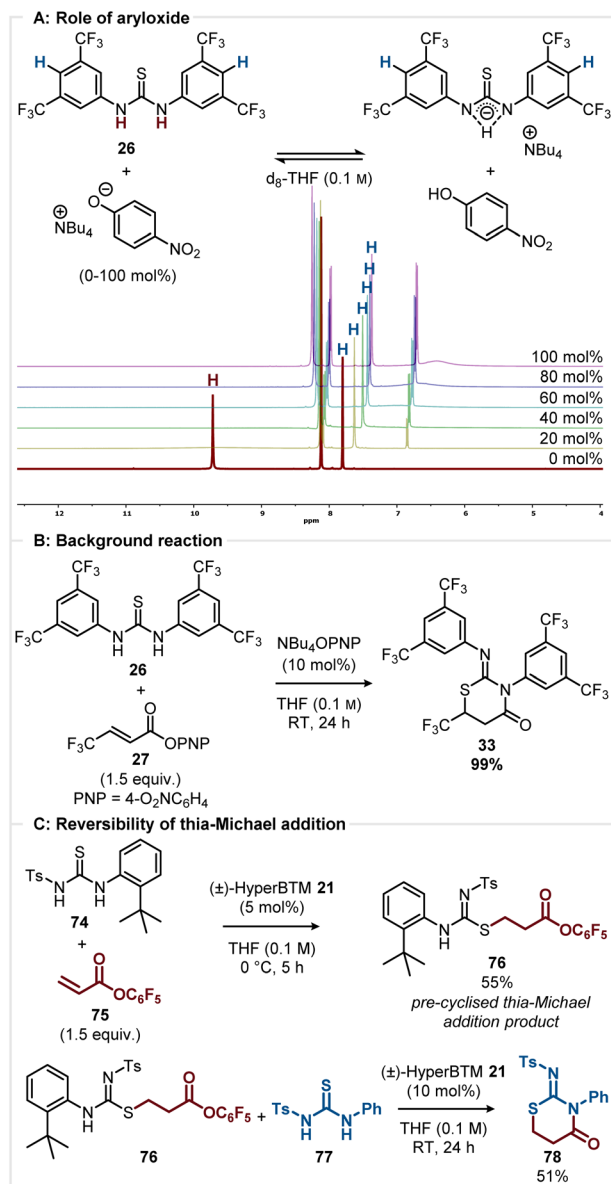 A: Role of aryloxide
CF3 CF3 CF3 CF3
H S H H S H
F3C N N CF3 F3C N N CF3
H H ⊖ H
26 ⊕ NBu4
+ +
d8-THF (0.1 M)
⊖ O HO
⊕ NBu4 NO2 NO2
(0-100 mol%)
H
H
H
H
H
H H
100 mol%
80 mol%
60 mol%
40 mol%
20 mol%
0 mol%
12 11 10 9 8 7 6 5 4
ppm
B: Background reaction
CF3 CF3 CF3
S CF3
F3C N N CF3 F3C N
H H CF3
26 S N
+ F3C O
NBu4OPNP
(10 mol%)
THF (0.1 M)
RT, 24 h
O
F3C OPNP
27
(1.5 equiv.)
PNP = 4-O2NC6H4
33
99%
C: Reversibility of thia-Michael addition
S
Ts N N
H H
74
+
O
OC6F5
75
(1.5 equiv.)
(±)-HyperBTM 21
(5 mol%)
THF (0.1 M)
0 °C, 5 h
N Ts
O
N S OC6F5
H
76
55%
pre-cyclised thia-Michael
addition product
N Ts
O
N S OC6F5
H
76
+
S
Ts N N Ph
H H
77
(±)-HyperBTM 21
(10 mol%)
THF (0.1 M)
RT, 24 h
Ts N
S N Ph
O
78
51%